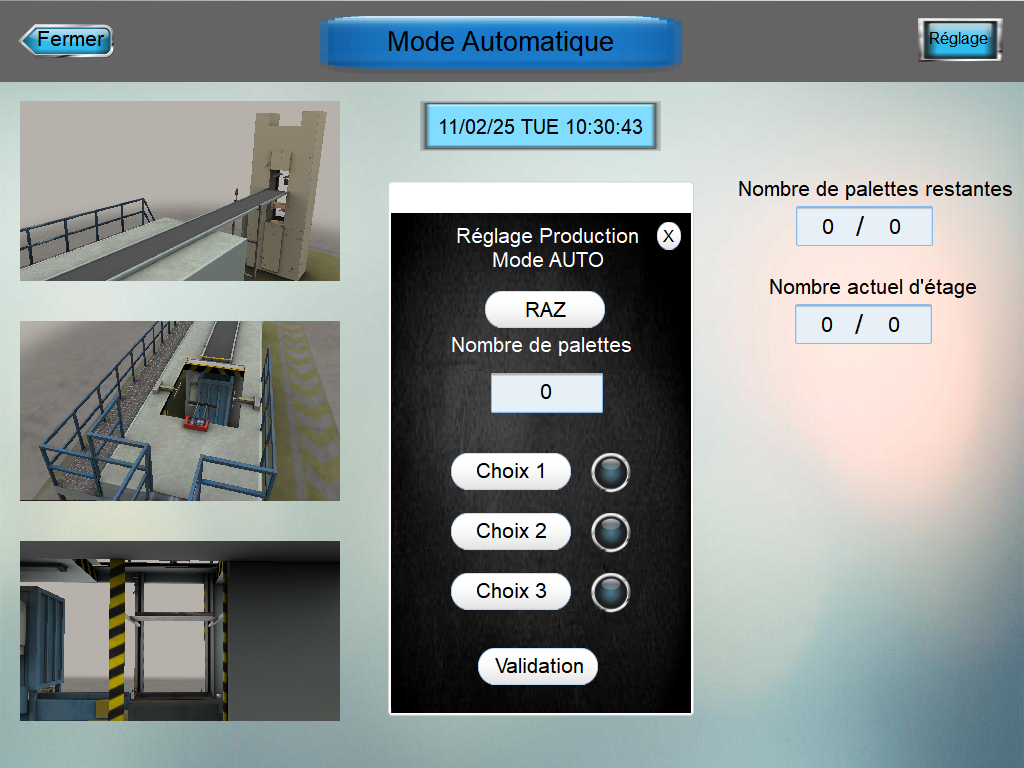 Fermer
Mode Automatique
Réglage
11/02/25 TUE 10:30:43
Réglage Production
Mode AUTO
X
RAZ
Nombre de palettes
0
Choix 1
Choix 2
Choix 3
Validation
Nombre de palettes restantes
0 / 0
Nombre actuel d'étage
0 / 0